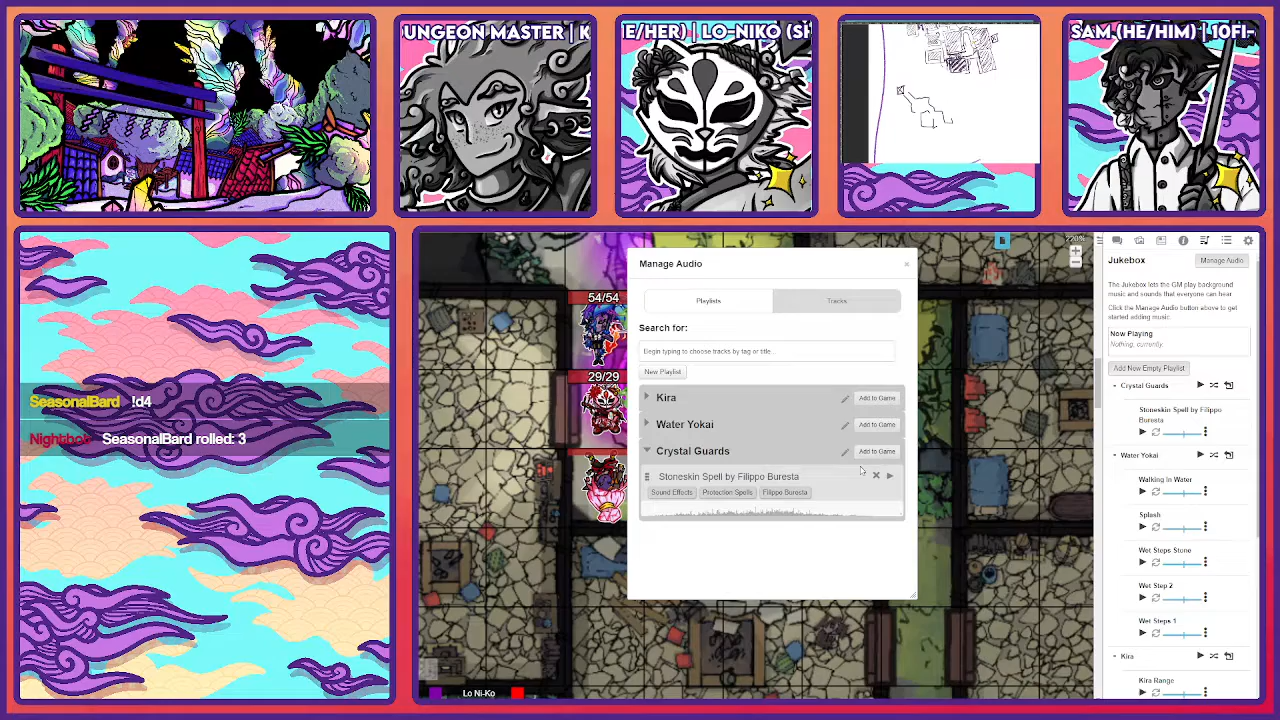 UNGEON MASTER | K
E/HER) | LO-NIKO (SH
SAM (HE/HIM) | 10FI-
SeasonalBard !d4
Nightbot SeasonalBard rolled: 3
54/54
29/29
Lo Ni-Ko
220%
Manage Audio
Playlists
Tracks
Search for:
Begin typing to choose tracks by tag or title...
New Playlist
Kira
Add to Game
Water Yokai
Add to Game
Crystal Guards
Add to Game
Stoneskin Spell by Filippo Buresta
Sound Effects
Protection Spells
Filippo Buresta
Jukebox
Manage Audio
The Jukebox lets the GM play background
music and sounds that everyone can hear
Click the Manage Audio button above to get
started adding music.
Now Playing
Nothing, currently.
Add New Empty Playlist
Crystal Guards
Stoneskin Spell by Filippo
Buresta
Water Yokai
Walking in Water
Splash
Wet Steps Stone
Wet Step 2
Wet Steps 1
Kira
Kira Range